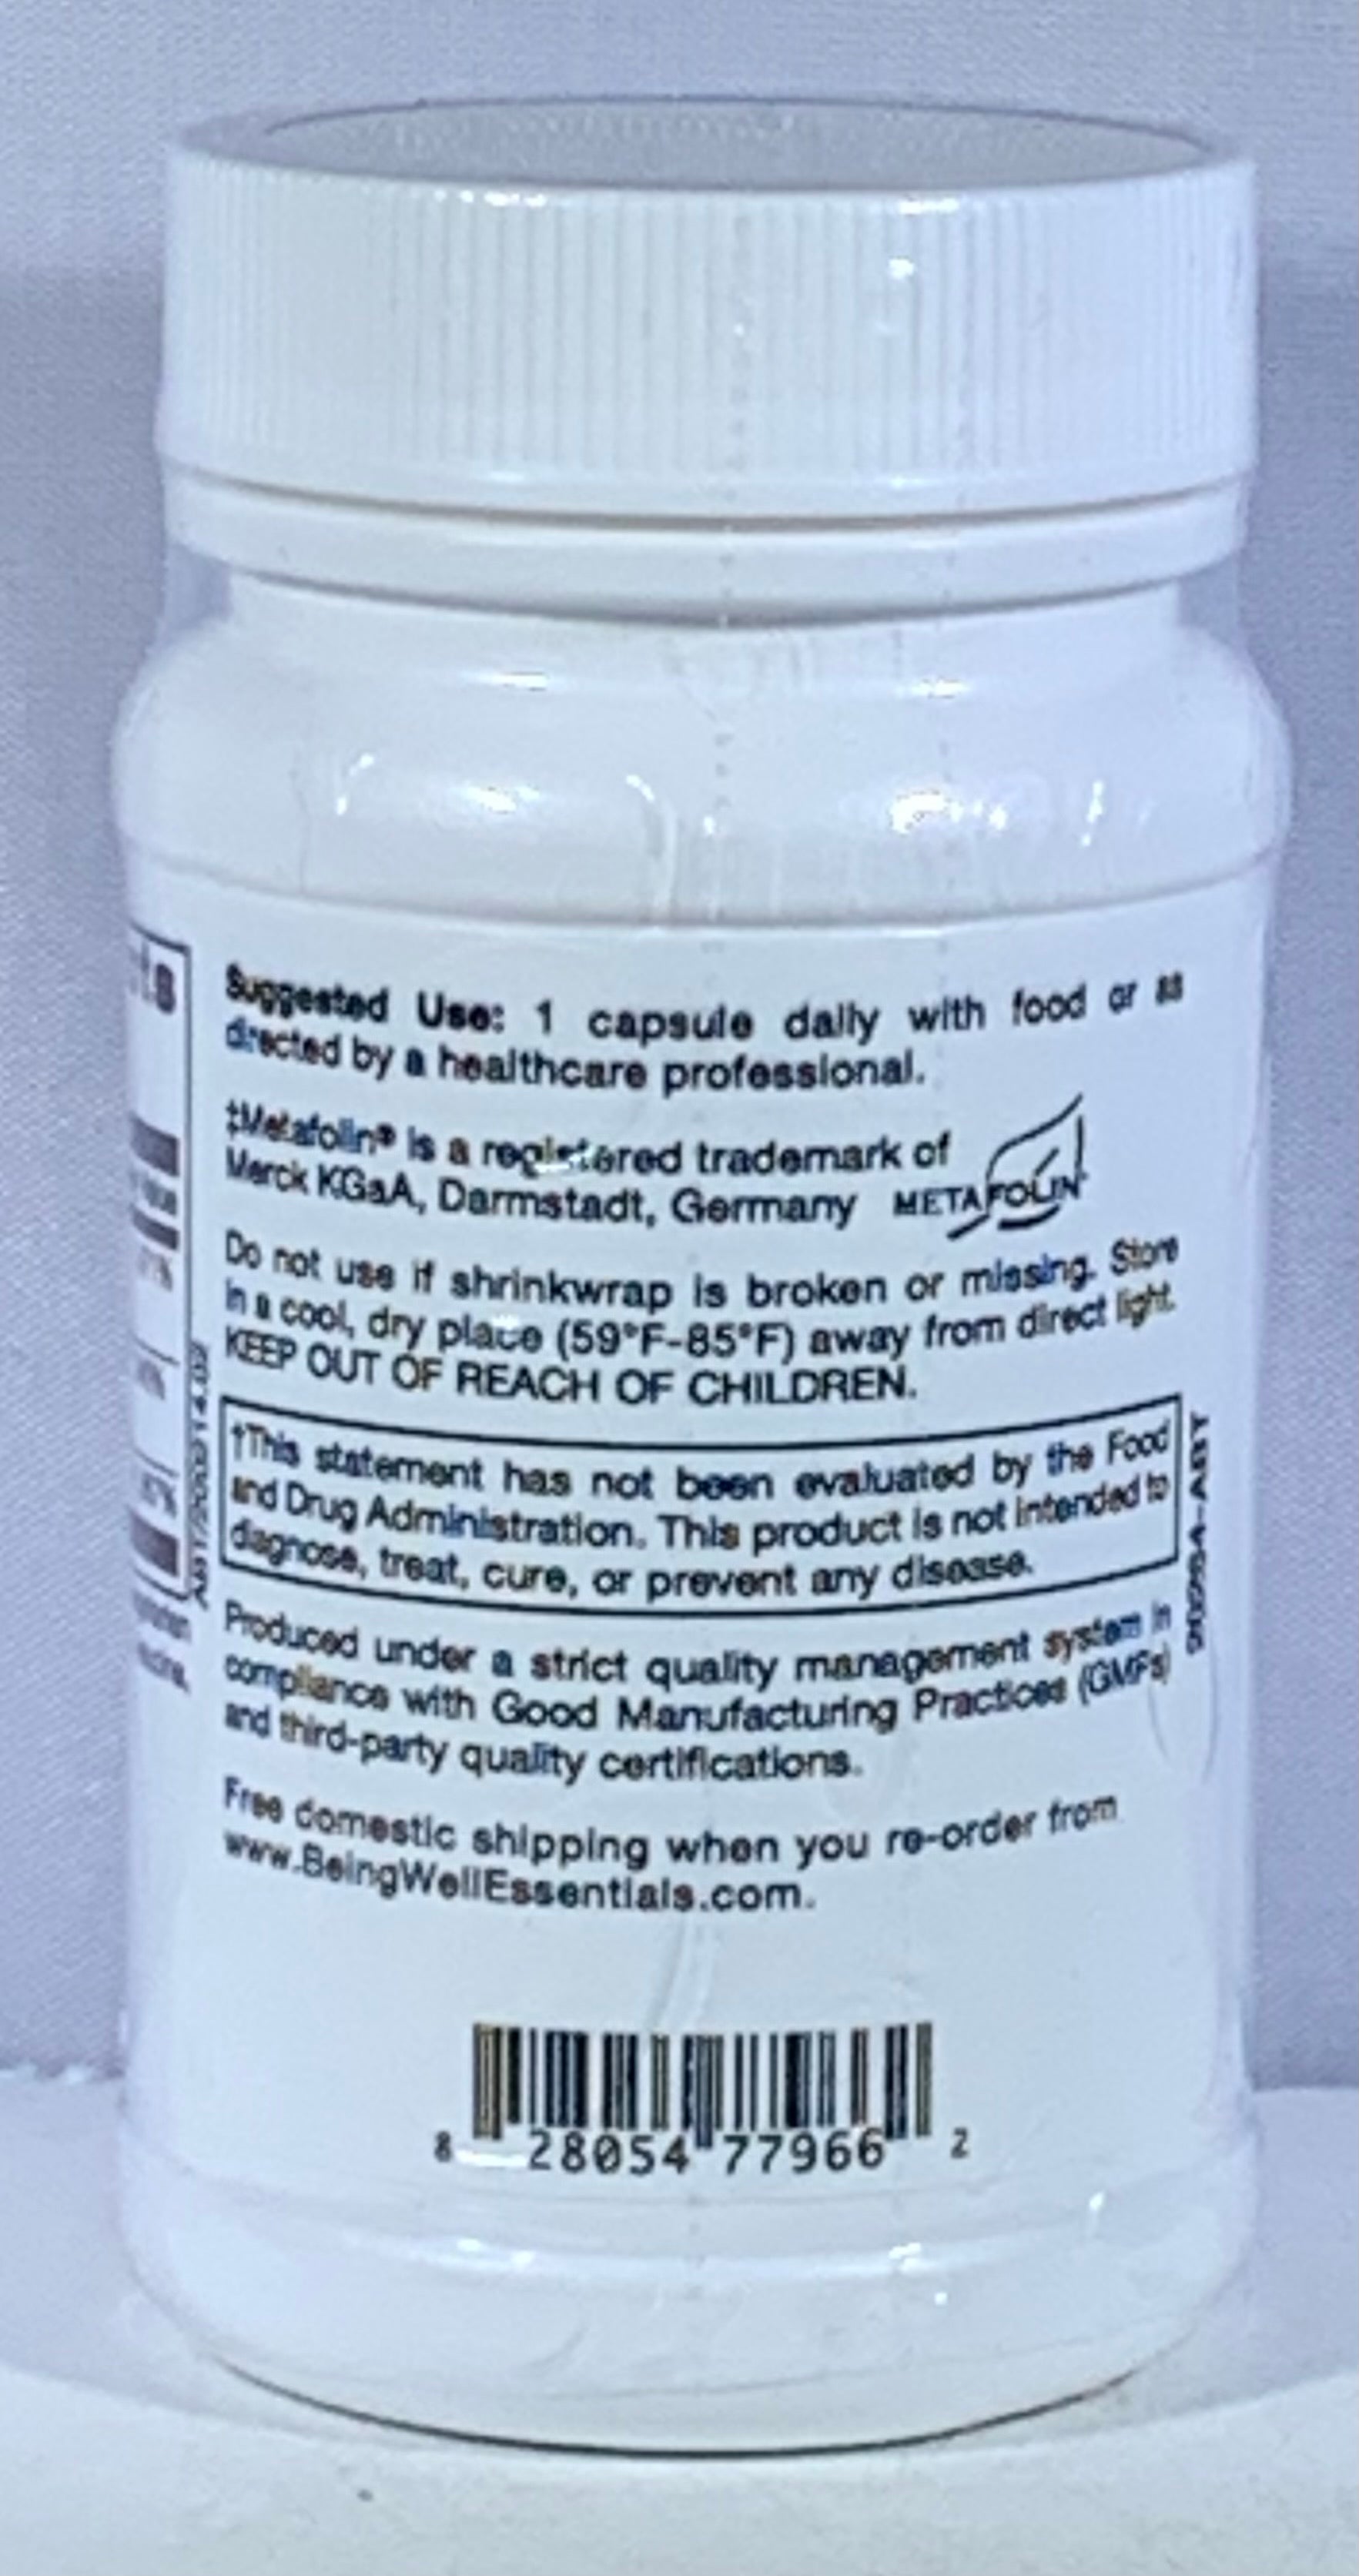 Suggested Use: 1 capsule daily with food or as
directed by a healthcare professional.
‡Metafolin® is a registered trademark of
Merck KGaA, Darmstadt, Germany
METAFOLIN
Do not use if shrinkwrap is broken or missing. Store
in a cool, dry place (59°F-85°F) away from direct light.
KEEP OUT OF REACH OF CHILDREN.
†This statement has not been evaluated by the Food
and Drug Administration. This product is not intended to
diagnose, treat, cure, or prevent any disease.
Produced under a strict quality management system in
compliance with Good Manufacturing Practices (GMPs)
and third-party quality certifications.
Free domestic shipping when you re-order from
www.BeingWellEssentials.com.
8 28054 77966 2